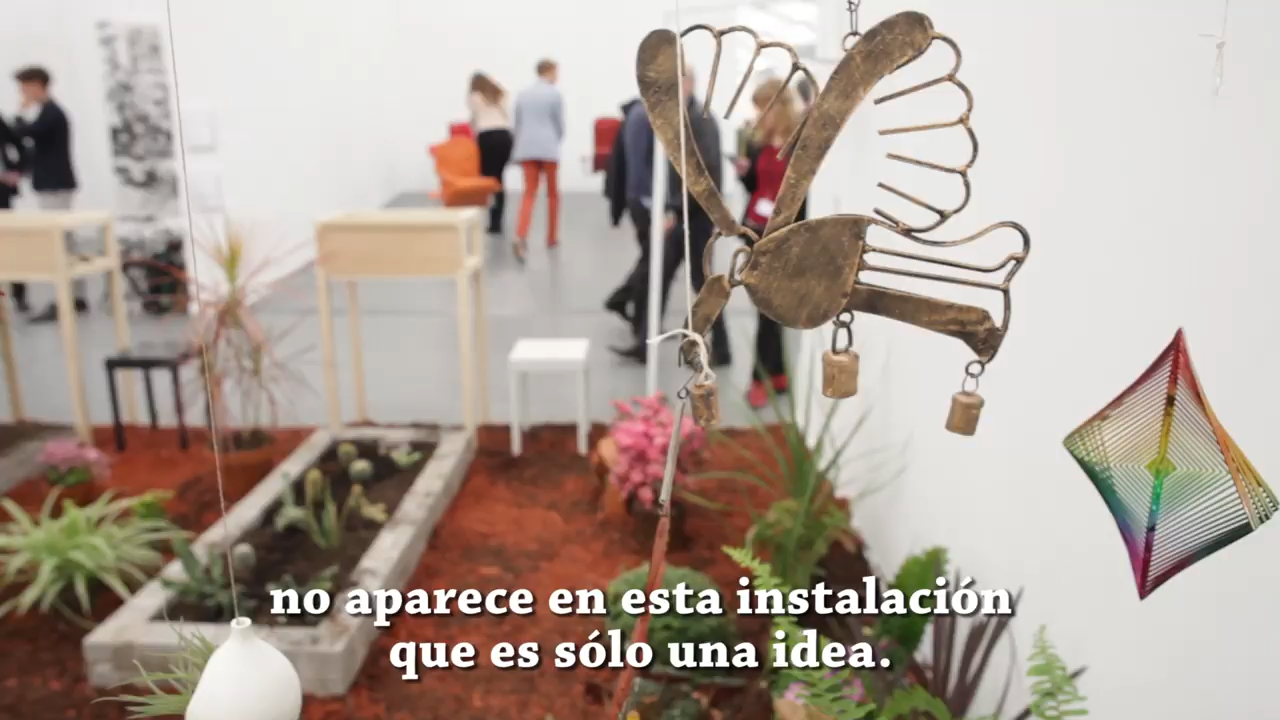 no aparece en esta instalación
que es sólo una idea.